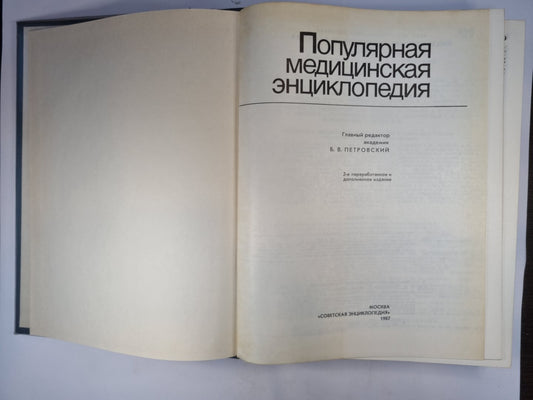 Популярная
медицинская
энциклопедия
Главный редактор
академик
Б. В. ПЕТРОВСКИЙ
2-е переработанное и
дополненное издание
МОСКВА
«СОВЕТСКАЯ ЭНЦИКЛОПЕДИЯ»
1987